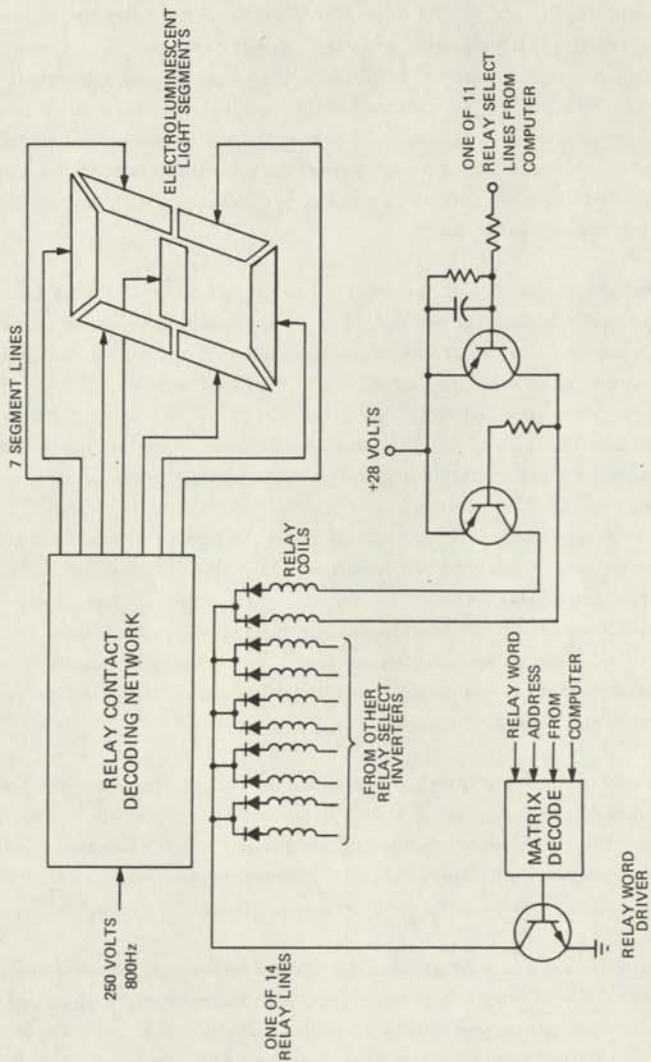 7 SEGMENT LINES
ELECTROLUMINESCENT
LIGHT SEGMENTS
250 VOLTS
800Hz
RELAY CONTACT
DECODING NETWORK
ONE OF 14
RELAY LINES
RELAY
COILS
FROM OTHER
RELAY SELECT
INVERTERS
+28 VOLTS
ONE OF 11
RELAY SELECT
LINES FROM
COMPUTER
RELAY WORD
ADDRESS
FROM
COMPUTER
MATRIX
DECODE
RELAY WORD
DRIVER